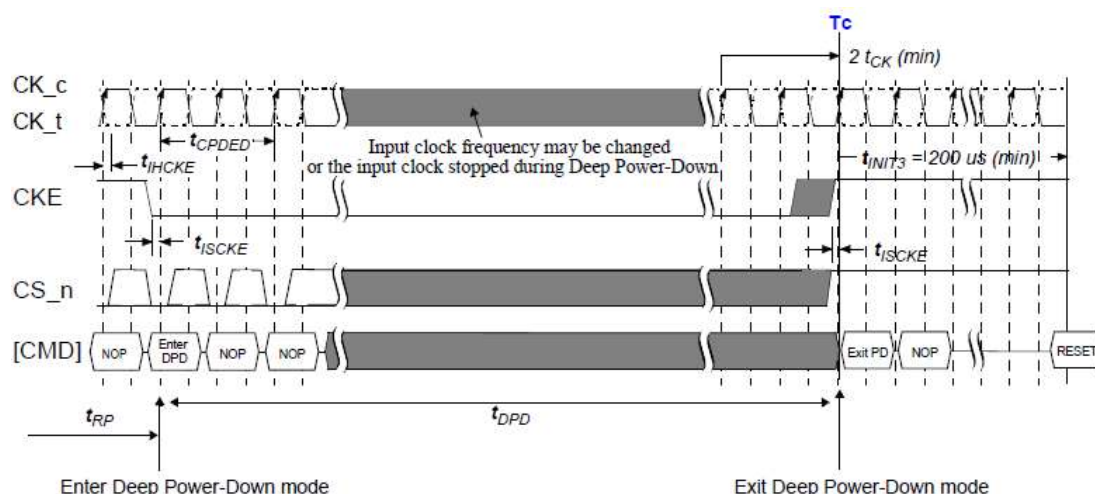 Tc
2 tCK (min)
CK_c
CK_t
tCPDED
tIHCKE
Input clock frequency may be changed
or the input clock stopped during Deep Power-Down
tINIT3 = 200 us (min)
CKE
tISCKE
tISCKE
CS_n
[CMD] NOP Enter DPD NOP NOP Exit PD NOP RESET
tRP
tDPD
Enter Deep Power-Down mode Exit Deep Power-Down mode